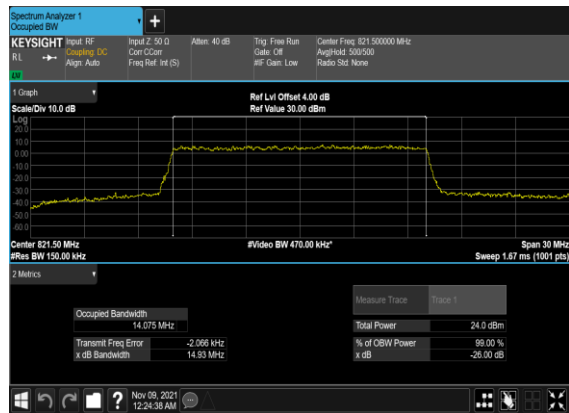 Spectrum Analyzer 1
Occupied BW
+
KEYSIGHT Input: RF Input Z: 50 Ω Atten: 40 dB Trig: Free Run Center Freq: 821.500000 MHz
RL Coupling: DC Corr CCorr Gate: Off Avg|Hold: 500/500
Align: Auto Freq Ref: Int (S) #IF Gain: Low Radio Std: None
1 Graph
Ref Lvl Offset 4.00 dB
Scale/Div 10.0 dB Ref Value 30.00 dBm
Log
20.0
10.0
0.00
-10.0
-20.0
-30.0
-40.0
-50.0
-60.0
Center 821.50 MHz #Video BW 470.00 kHz* Span 30 MHz
#Res BW 150.00 kHz Sweep 1.67 ms (1001 pts)
2 Metrics
Measure Trace Trace 1
Occupied Bandwidth
14.075 MHz Total Power 24.0 dBm
Transmit Freq Error -2.066 kHz % of OBW Power 99.00 %
x dB Bandwidth 14.93 MHz x dB -26.00 dB
? Nov 09, 2021
12:24:38 AM